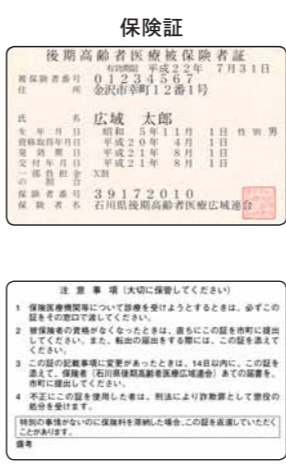 保険証
後期高齢者医療被保険者証
有効期限 平成22年 7月31日
被保険者番号 01234567
住 所 金沢市幸町12番1号
氏 名 広域 太郎
生年月日 昭和 5年11月 1日 性別 男
資格取得年月日 平成20年 4月 1日
発効期日 平成21年 8月 1日
交付年月日 平成21年 8月 1日
一部負担金の割合 X割
保険者番号 39172010
保険者名 石川県後期高齢者医療広域連合
注 意 事 項 (大切に保管してください)
1 保険医療機関等について診療を受けようとするときは、必ずこの
証をその窓口で渡してください。
2 被保険者の資格がなくなったときは、直ちにこの証を市町に提出
してください。また、転出の届出をする際には、この証を添えて
ください。
3 この証の記載事項に変更があったときは、14日以内に、この証を
添えて、保険者（石川県後期高齢者医療広域連合）あての届書を、
市町に提出してください。
4 不正にこの証を使用した者は、刑法により詐欺罪として懲役の
処分を受けます。
特別の事情がないのに保険料を滞納した場合、この証を返還していただく
ことがあります。
備考